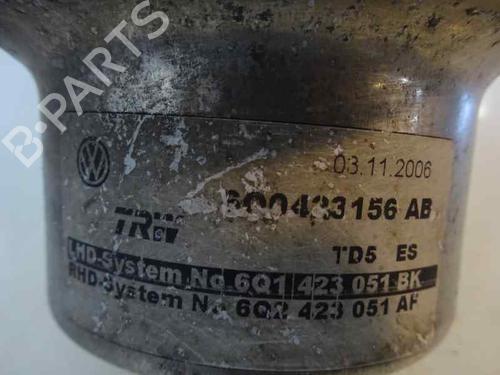 B-PARTS
03.11.2006
6Q0423156 AB
TRW
TD5 ES
LHD-System No 6Q1 423 051 BK
RHD-System No 6Q2 423 051